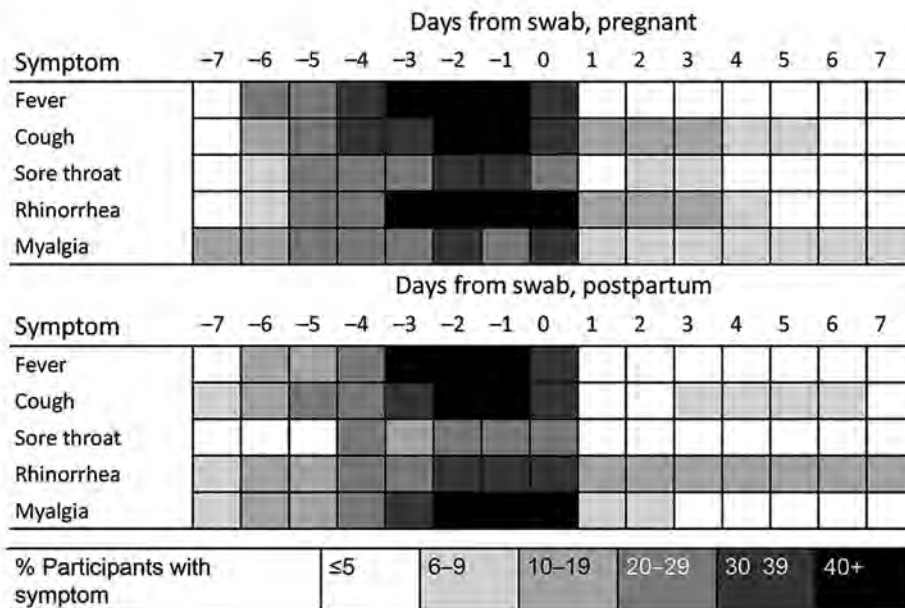 Days from swab, pregnant
Symptom −7 −6 −5 −4 −3 −2 −1 0 1 2 3 4 5 6 7
Fever
Cough
Sore throat
Rhinorrhea
Myalgia
Days from swab, postpartum
Symptom −7 −6 −5 −4 −3 −2 −1 0 1 2 3 4 5 6 7
Fever
Cough
Sore throat
Rhinorrhea
Myalgia
% Participants with ≤5 6–9 10–19 20–29 30 39 40+
symptom